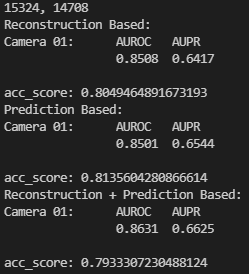 15324, 14708
Reconstruction Based:
Camera 01: AUROC AUPR
0.8508 0.6417
acc_score: 0.8049464891673193
Prediction Based:
Camera 01: AUROC AUPR
0.8501 0.6544
acc_score: 0.8135604280866614
Reconstruction + Prediction Based:
Camera 01: AUROC AUPR
0.8631 0.6625
acc_score: 0.7933307230488124